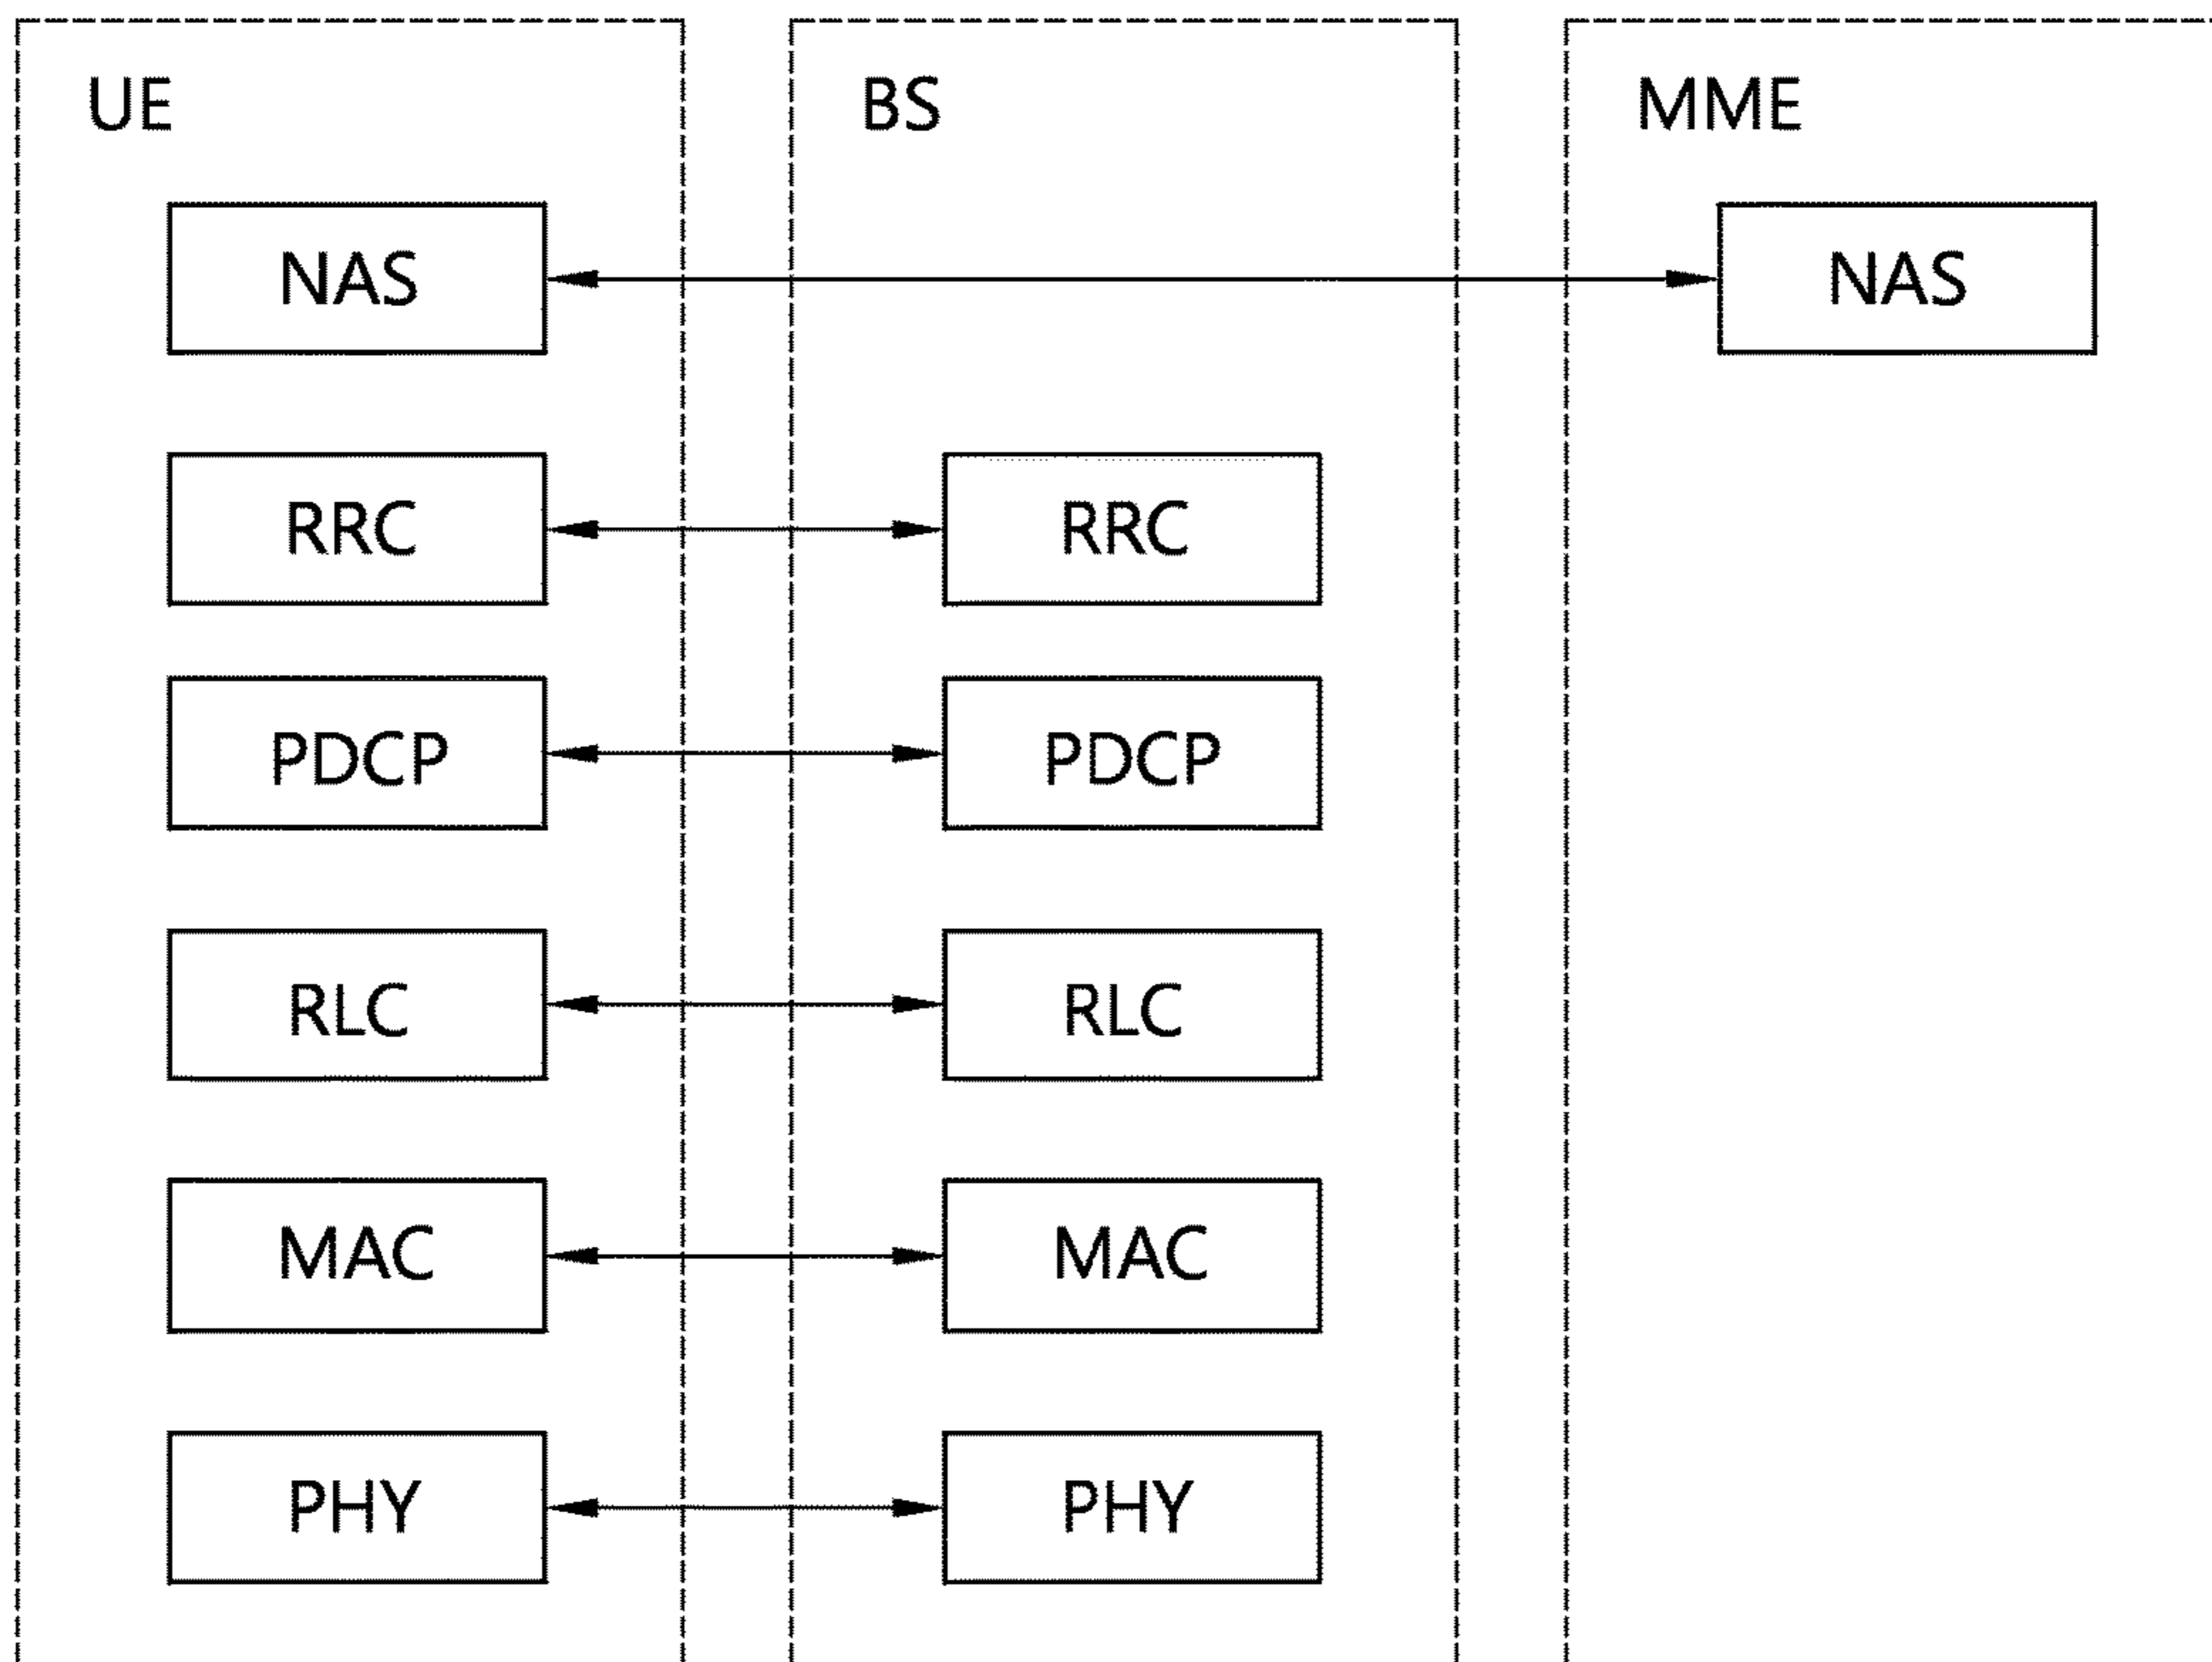 UE BS MME
NAS NAS
RRC RRC
PDCP PDCP
RLC RLC
MAC MAC
PHY PHY